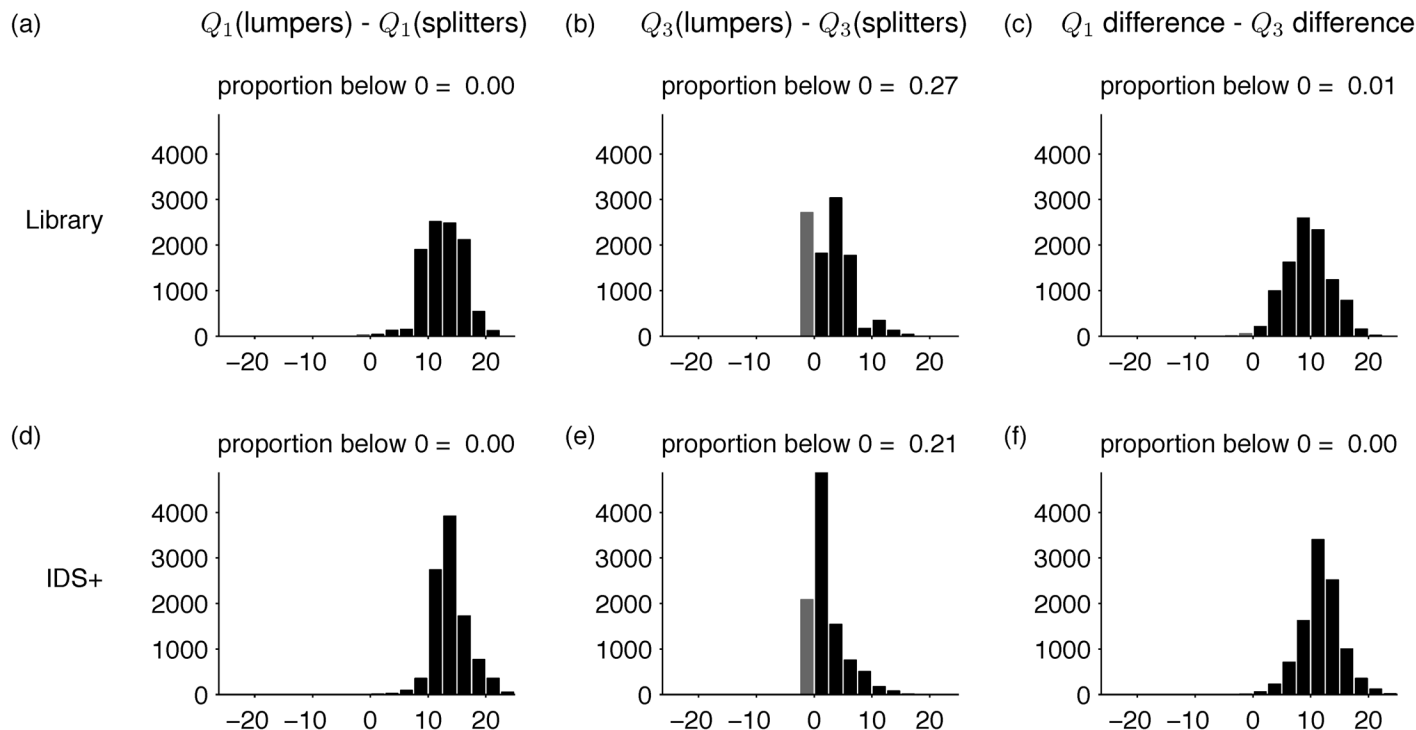 (a) Q₁(lumpers) - Q₁(splitters) (b) Q₃(lumpers) - Q₃(splitters) (c) Q₁ difference - Q₃ difference
proportion below 0 = 0.00 proportion below 0 = 0.27 proportion below 0 = 0.01
4000 4000 4000
3000 3000 3000
Library
2000 2000 2000
1000 1000 1000
0 0 0
−20 −10 0 10 20 −20 −10 0 10 20 −20 −10 0 10 20
(d) (e) (f)
proportion below 0 = 0.00 proportion below 0 = 0.21 proportion below 0 = 0.00
4000 4000 4000
3000 3000 3000
IDS+
2000 2000 2000
1000 1000 1000
0 0 0
−20 −10 0 10 20 −20 −10 0 10 20 −20 −10 0 10 20